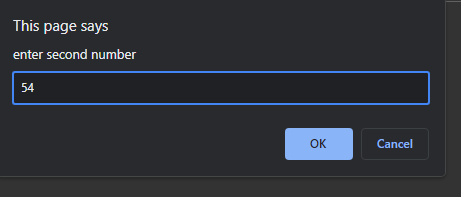 This page says
enter second number
54
OK
Cancel